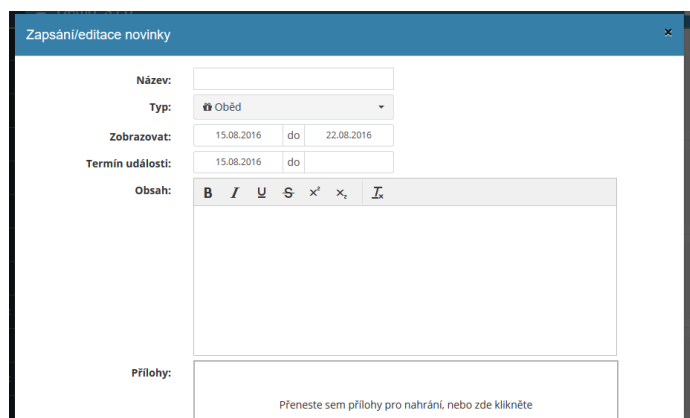 Zapsání/editace novinky ×
Název:
Typ: Oběd
Zobrazovat: 15.08.2016 do 22.08.2016
Termín události: 15.08.2016 do
Obsah: B I U S x² x₂ Tx
Přílohy:
Přeneste sem přílohy pro nahrání, nebo zde klikněte